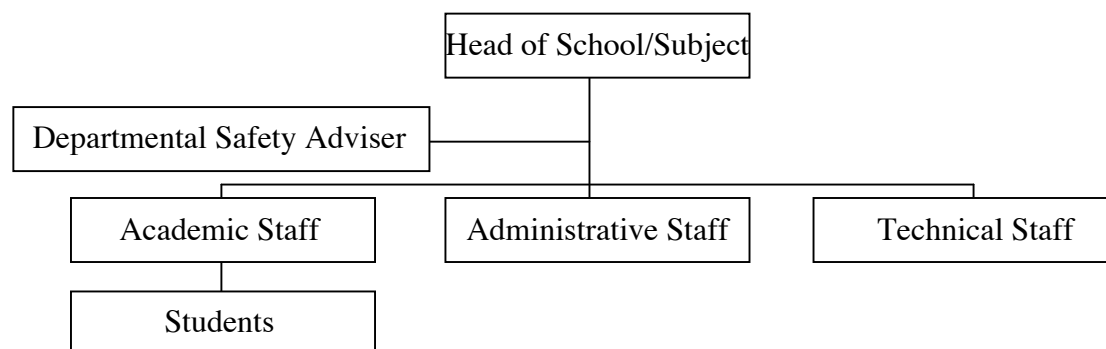 Head of School/Subject
Departmental Safety Adviser
Academic Staff
Administrative Staff
Technical Staff
Students